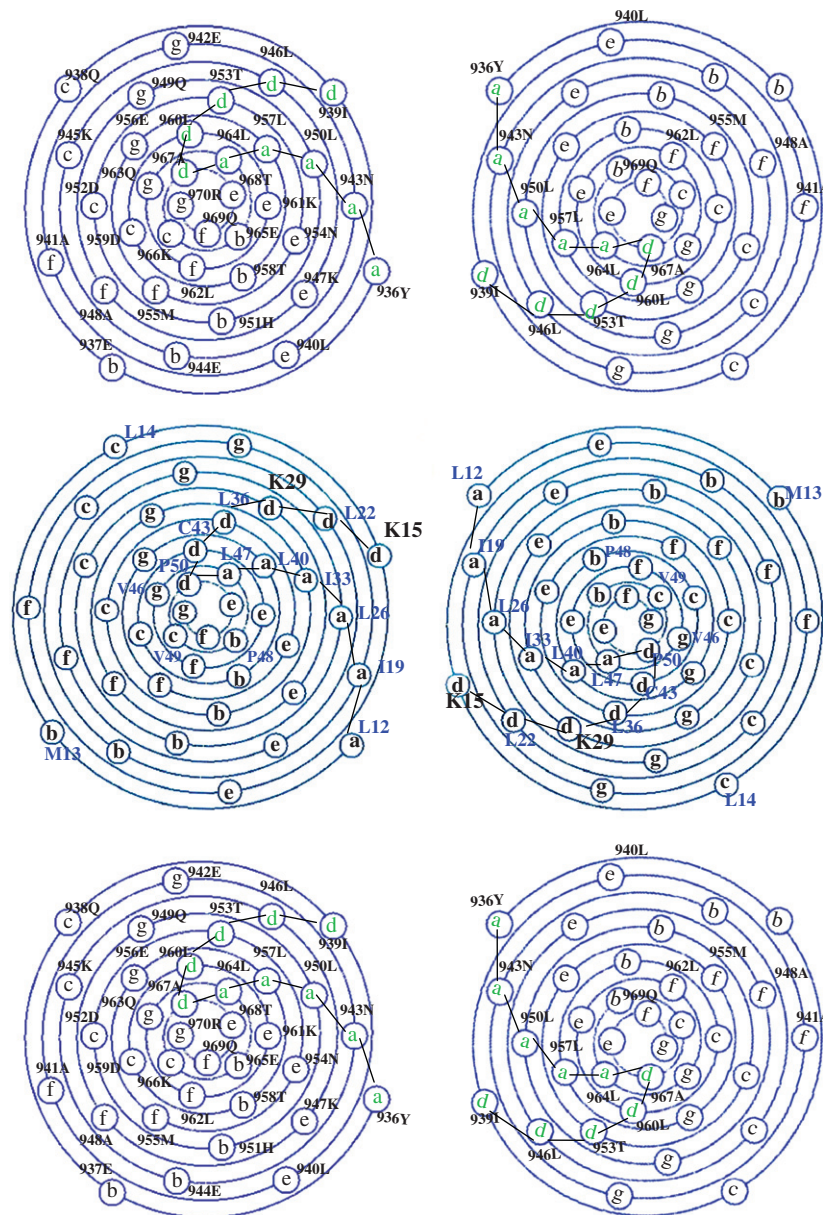 942E
946L
938Q
g
c
953T
d
949Q
939I
g
d
956E
960L
d
957L
g
d
964L
950L
945K
967A
a
a
c
963Q
d
a
968T
943N
g
970R
e
961K
952D
g
e
a
c
969Q
965E
954N
941A
959D
c
c
f
b
e
966K
f
f
958T
947K
a
b
936Y
f
f
962L
e
948A
955M
951H
b
937E
b
944E
e
940L
b
940L
e
936Y
b
b
a
e
b
955M
943N
962L
948A
e
b
f
f
a
969Q
f
950L
b
f
941A
e
c
f
a
957L
e
g
a
a
d
g
c
964L
967A
939I
d
d
960L
g
d
d
c
946L
953T
g
g
c
L14
c
g
g
K29
c
L36
d
L22
g
d
d
K15
C43
d
L47
d
g
P50
a
L40
c
a
a
I33
V46
g
d
f
c
g
e
e
a
L26
c
c
f
b
e
V49
P48
f
f
b
a
I19
f
f
e
b
b
b
a
L12
M13
b
e
e
e
L12
a
e
b
b
M13
b
I19
e
b
f
f
f
a
b
P48
f
V49
e
b
f
c
c
f
L26
a
e
e
g
c
V46
g
I33
L40
a
a
a
d
P50
c
L47
g
K15
d
d
C43
d
d
g
c
L22
K29
L36
g
g
c
L14
942E
946L
938Q
g
c
953T
d
949Q
939I
g
d
956E
960L
d
957L
g
d
964L
950L
945K
967A
a
a
c
963Q
d
a
968T
943N
g
970R
e
961K
952D
g
e
a
c
969Q
965E
954N
941A
959D
c
c
f
b
e
966K
f
f
958T
947K
a
b
936Y
f
f
962L
e
948A
955M
951H
b
937E
b
944E
e
940L
b
940L
e
936Y
b
b
a
e
b
955M
943N
962L
948A
e
b
f
f
a
969Q
f
950L
b
f
941A
e
c
f
a
957L
e
g
a
a
d
g
c
964L
967A
939I
d
d
960L
g
d
d
c
946L
953T
g
g
c